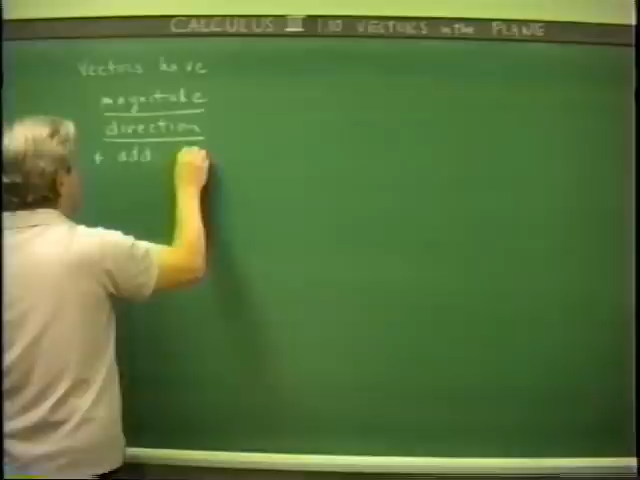 CALCULUS III 1.10 VECTORS in the PLANE
Vectors have
magnitude
direction
+ add